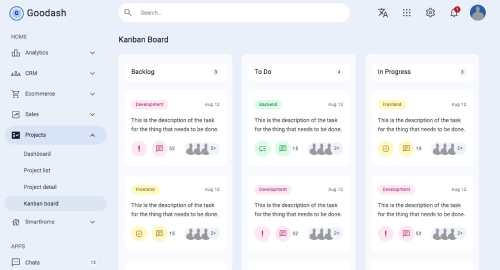 Goodash
Search...
1
HOME
Analytics
CRM
Ecommerce
Sales
Projects
Dashboard
Project list
Project detail
Kanban board
Smarthome
APPS
Chats
12
Kanban Board
Backlog
3
Development
Aug 12
This is the description of the task
for the thing that needs to be done.
52
2+
Frontend
Aug 12
This is the description of the task
for the thing that needs to be done.
15
2+
To Do
4
Backend
Aug 12
This is the description of the task
for the thing that needs to be done.
15
2+
Development
Aug 12
This is the description of the task
for the thing that needs to be done.
52
2+
In Progress
3
Frontend
Aug 12
This is the description of the task
for the thing that needs to be done.
15
2+
Development
Aug 12
This is the description of the task
for the thing that needs to be done.
52
2+